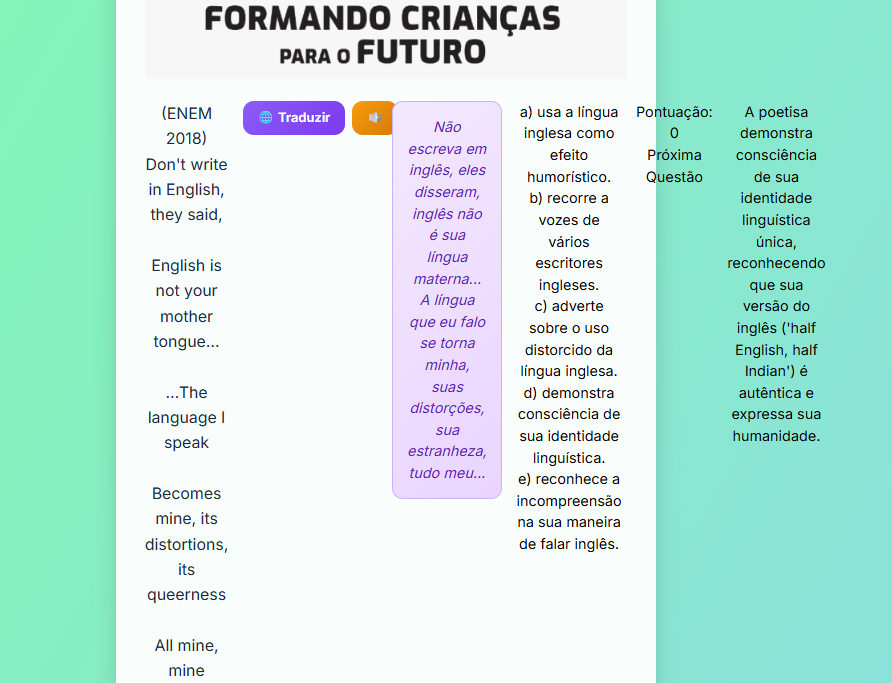 FORMANDO CRIANÇAS
PARA O FUTURO
(ENEM
2018)
Don't write
in English,
they said,
English is
not your
mother
tongue...
...The
language I
speak
Becomes
mine, its
distortions,
its
queerness
All mine,
mine
🌐 Traduzir
🔊
Não
escreva em
inglês, eles
disseram,
inglês não
é sua
língua
materna...
A língua
que eu falo
se torna
minha,
suas
distorções,
sua
estranheza,
tudo meu...
a) usa a língua
inglesa como
efeito
humorístico.
b) recorre a
vozes de
vários
escritores
ingleses.
c) adverte
sobre o uso
distorcido da
língua inglesa.
d) demonstra
consciência de
sua identidade
linguística.
e) reconhece a
incompreensão
na sua maneira
de falar inglês.
Pontuação:
0
Próxima
Questão
A poetisa
demonstra
consciência
de sua
identidade
linguística
única,
reconhecendo
que sua
versão do
inglês ('half
English, half
Indian') é
autêntica e
expressa sua
humanidade.